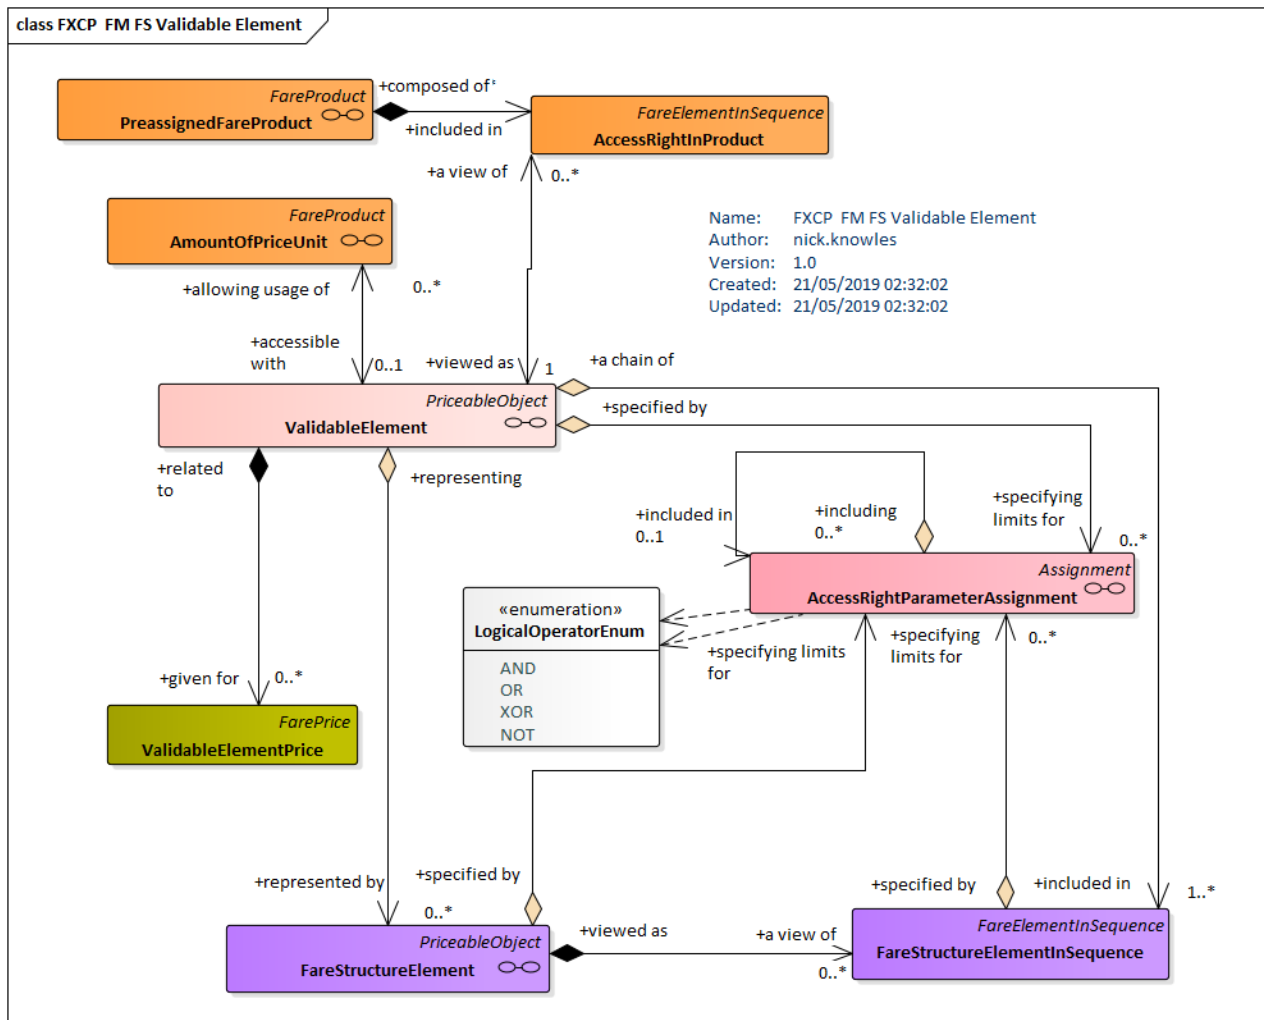 class FXCP  FM FS Validable Element
FareProduct
PreassignedFareProduct
+composed of*
+included in
FareElementInSequence
AccessRightInProduct
+a view of
0..*
FareProduct
AmountOfPriceUnit
+allowing usage of
0..*
Name: FXCP  FM FS Validable Element
Author: nick.knowles
Version: 1.0
Created: 21/05/2019 02:32:02
Updated: 21/05/2019 02:32:02
+accessible
with
0..1
+viewed as
1
+a chain of
PriceableObject
ValidableElement
+specified by
+related
to
+representing
+specifying
limits for
0..*
+included in
0..1
+including
0..*
Assignment
AccessRightParameterAssignment
«enumeration»
LogicalOperatorEnum
AND
OR
XOR
NOT
+specifying limits
for
+specifying
limits for
0..*
+given for
0..*
FarePrice
ValidableElementPrice
+represented by
0..*
+specified by
+specified by
+included in
1..*
PriceableObject
FareStructureElement
+viewed as
+a view of
0..*
FareElementInSequence
FareStructureElementInSequence